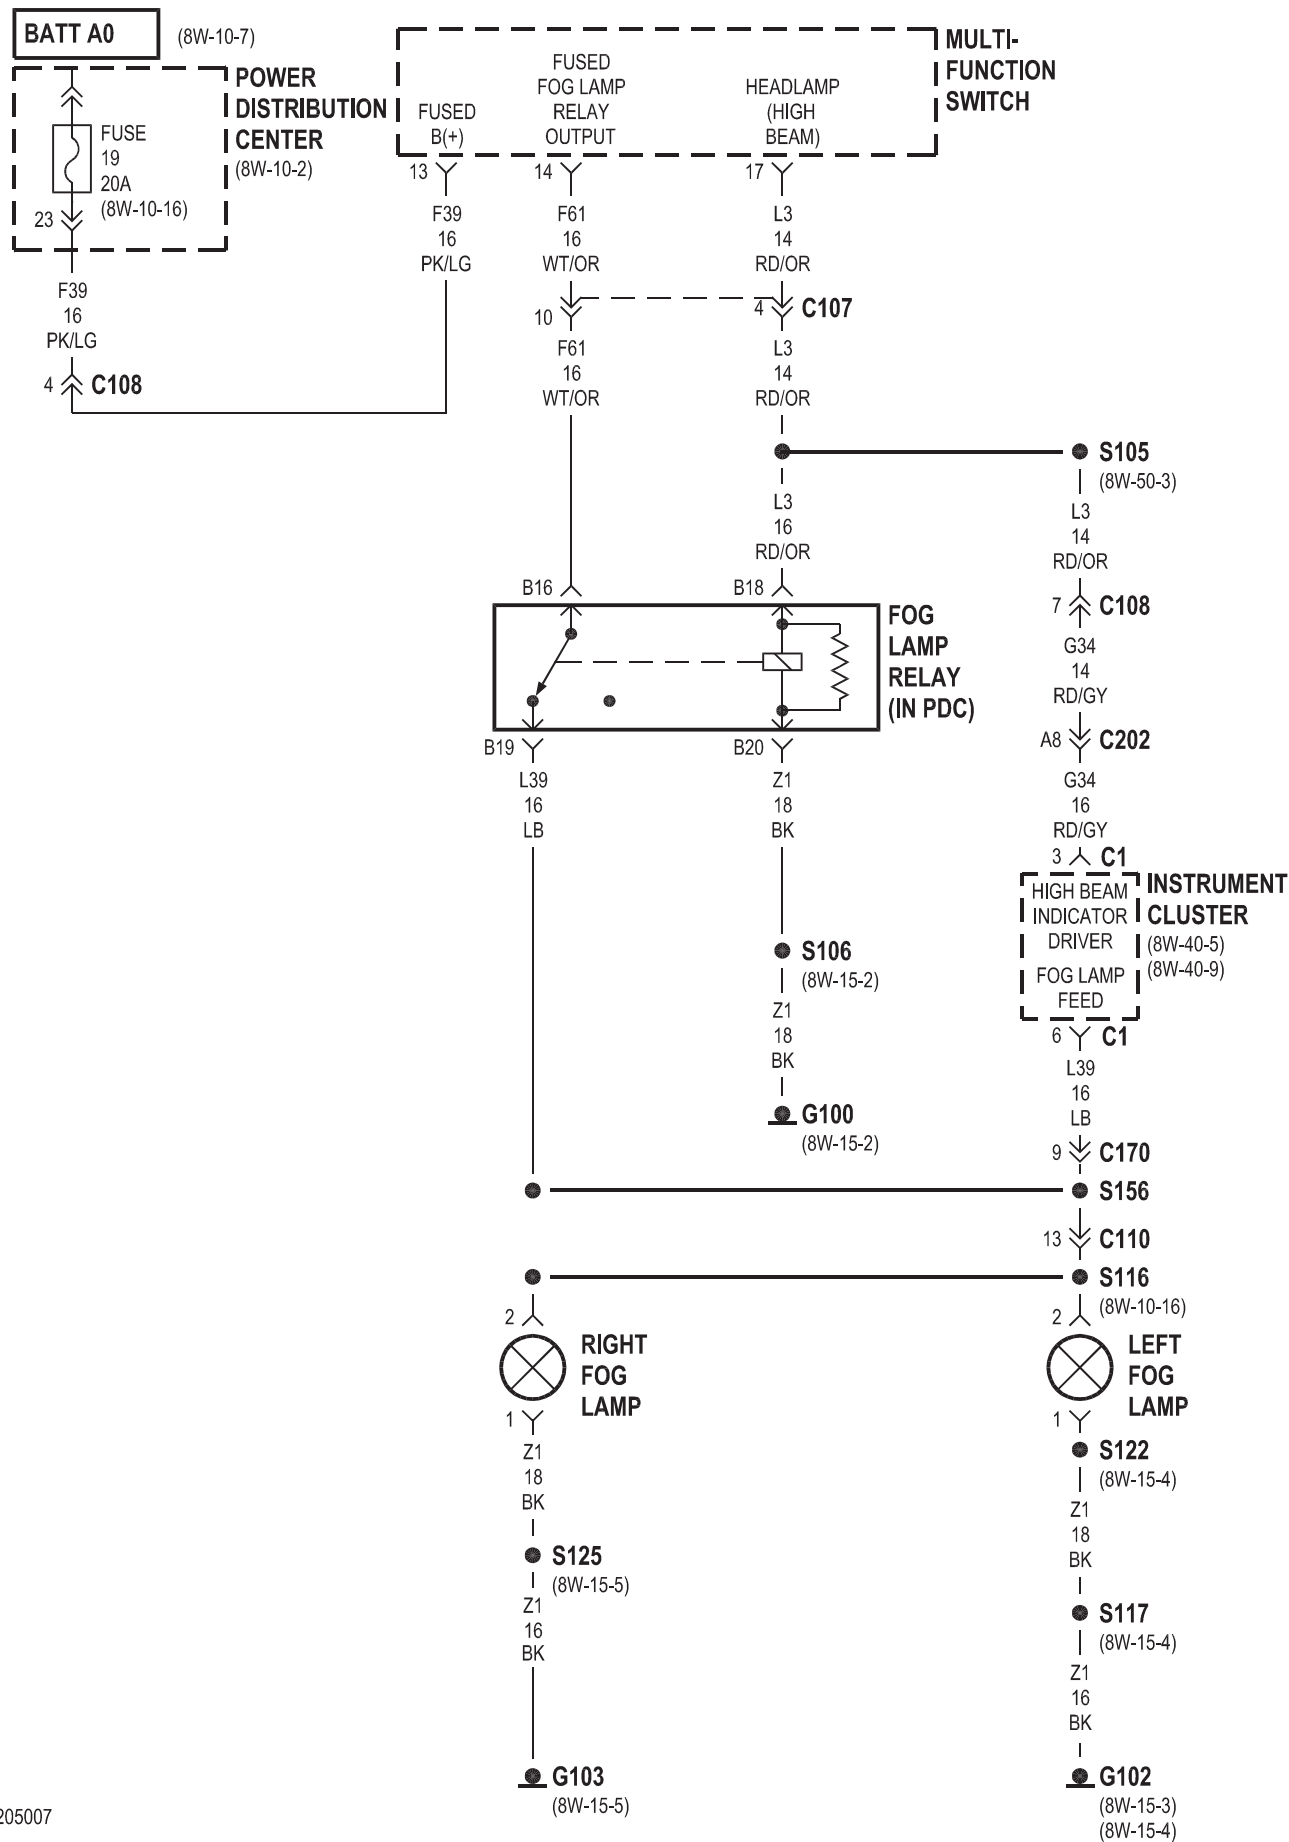 BATT A0
(8W-10-7)
POWER
DISTRIBUTION
CENTER
(8W-10-2)
FUSE
19
20A
(8W-10-16)
23
F39
16
PK/LG
4
C108
MULTI-
FUNCTION
SWITCH
FUSED
B(+)
FUSED
FOG LAMP
RELAY
OUTPUT
HEADLAMP
(HIGH
BEAM)
13
14
17
F39
16
PK/LG
F61
16
WT/OR
L3
14
RD/OR
10
4
C107
F61
16
WT/OR
L3
14
RD/OR
S105
(8W-50-3)
L3
16
RD/OR
L3
14
RD/OR
7
C108
G34
14
RD/GY
A8
C202
G34
16
RD/GY
3
C1
B16
B18
FOG
LAMP
RELAY
(IN PDC)
B19
B20
L39
16
LB
Z1
18
BK
HIGH BEAM
INDICATOR
DRIVER
FOG LAMP
FEED
INSTRUMENT
CLUSTER
(8W-40-5)
(8W-40-9)
S106
(8W-15-2)
Z1
18
BK
G100
(8W-15-2)
6
C1
L39
16
LB
9
C170
S156
13
C110
S116
(8W-10-16)
2
RIGHT
FOG
LAMP
1
2
LEFT
FOG
LAMP
1
Z1
18
BK
S125
(8W-15-5)
Z1
16
BK
G103
(8W-15-5)
S122
(8W-15-4)
Z1
18
BK
S117
(8W-15-4)
Z1
16
BK
G102
(8W-15-3)
(8W-15-4)
205007